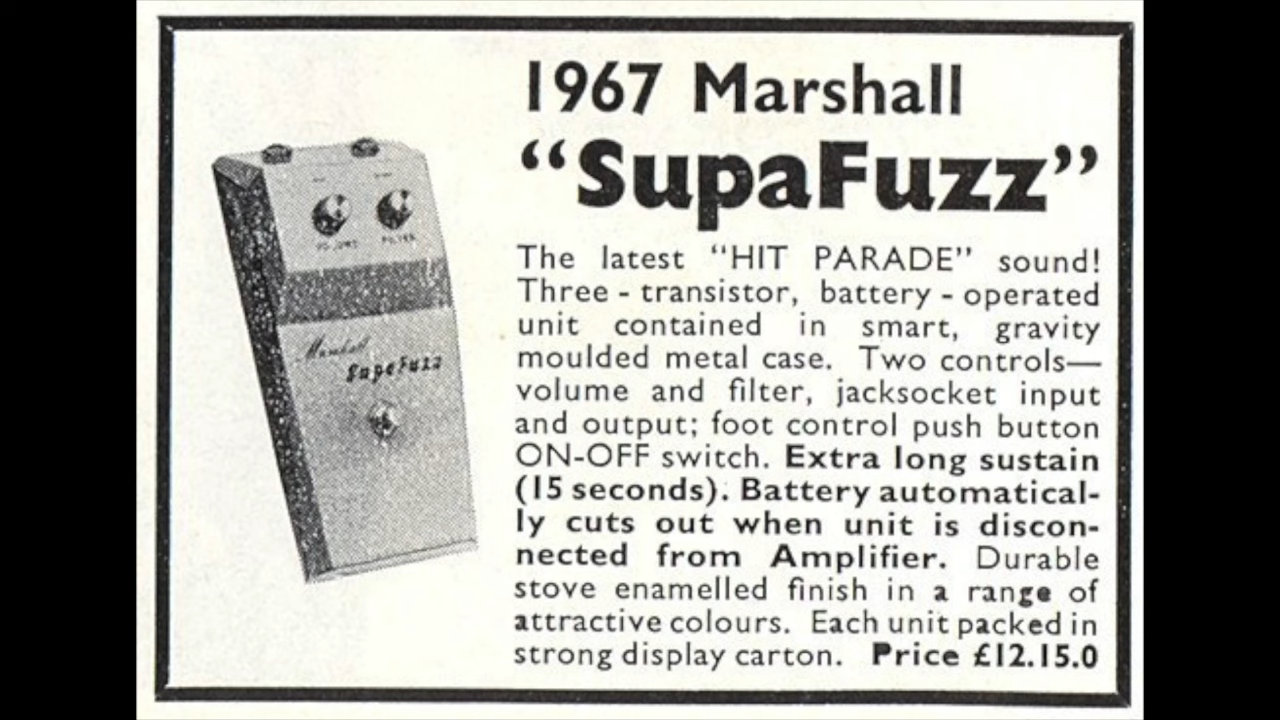 1967 Marshall
“SupaFuzz”
The latest “HIT PARADE” sound!
Three - transistor, battery - operated
unit contained in smart, gravity
moulded metal case. Two controls—
volume and filter, jacksocket input
and output; foot control push button
ON-OFF switch. Extra long sustain
(15 seconds). Battery automatical-
ly cuts out when unit is discon-
nected from Amplifier. Durable
stove enamelled finish in a range of
attractive colours. Each unit packed in
strong display carton. Price £12.15.0
VOLUME FILTER
Marshall
SupaFuzz